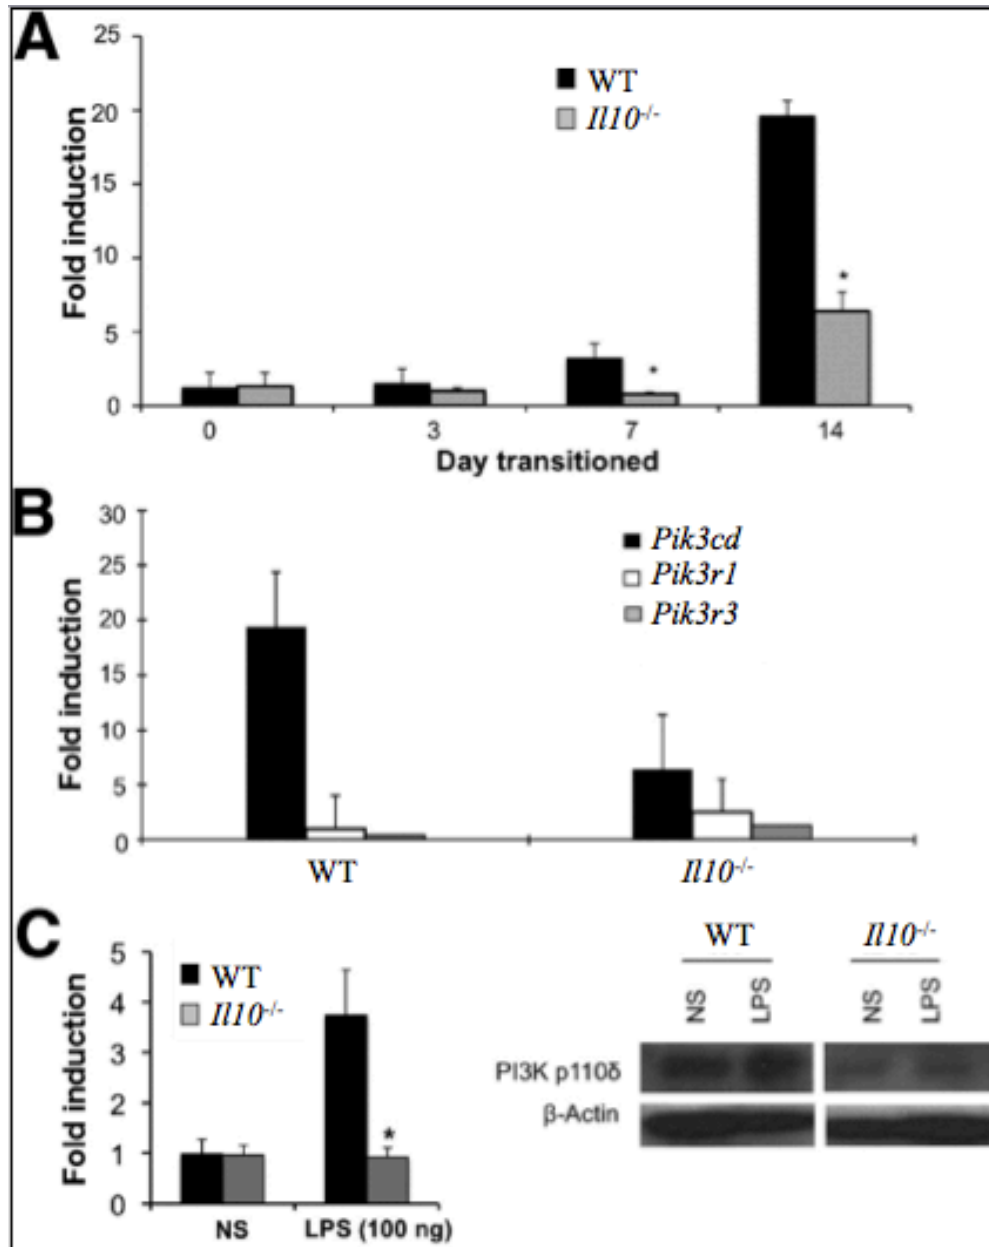 A
25
20
15
10
5
0
Fold induction
WT
Il10-/-
*
*
0 3 7 14
Day transitioned
B
30
25
20
15
10
5
0
Fold induction
Pik3cd
Pik3r1
Pik3r3
WT Il10-/-
C
5
4
3
2
1
0
Fold induction
WT
Il10-/-
*
NS LPS (100 ng)
WT Il10-/-
NS LPS NS LPS
PI3K p110δ
β-Actin